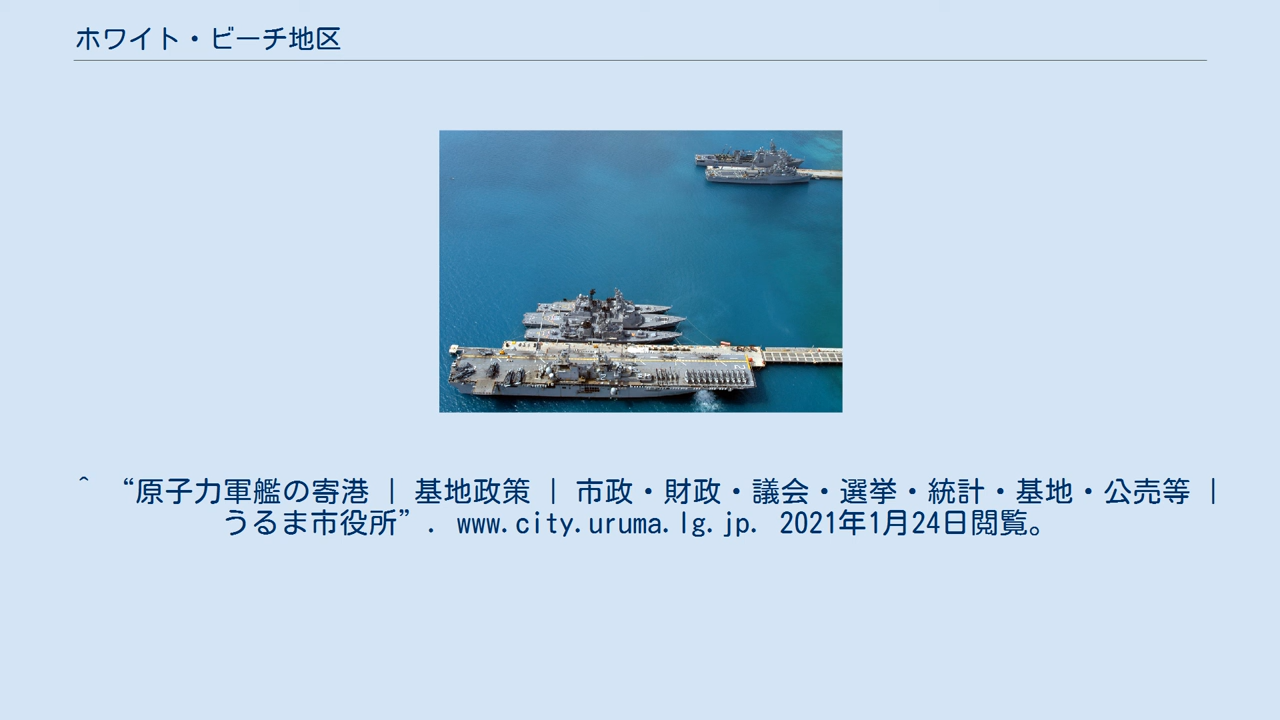 ホワイト・ビーチ地区
^ “原子力軍艦の寄港 | 基地政策 | 市政・財政・議会・選挙・統計・基地・公売等 |
うるま市役所”. www.city.uruma.lg.jp. 2021年1月24日閲覧。